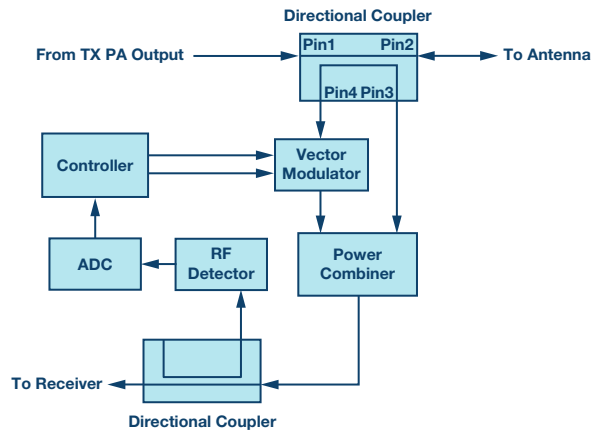 Directional Coupler
Pin1 Pin2
From TX PA Output
To Antenna
Pin4 Pin3
Controller
Vector
Modulator
ADC
RF
Detector
Power
Combiner
To Receiver
Directional Coupler